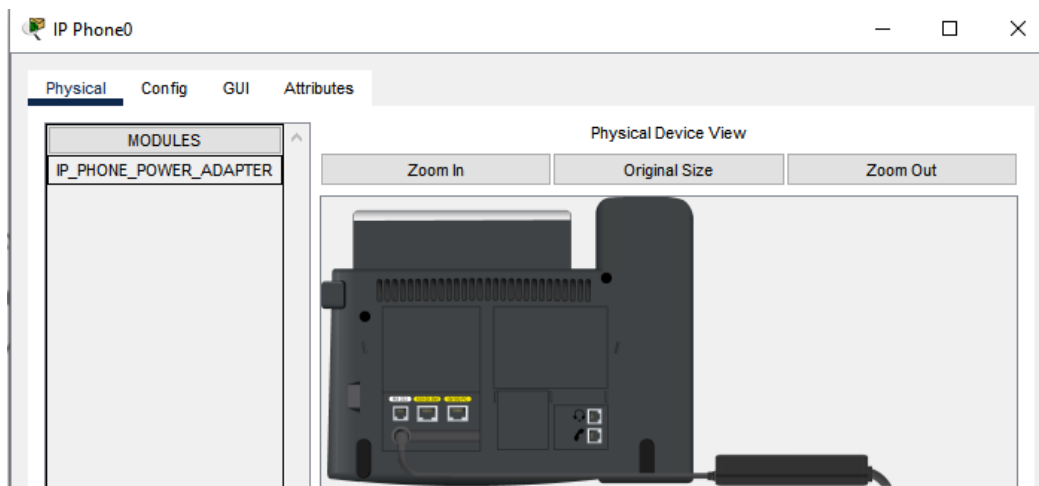 IP Phone0
Physical Config GUI Attributes
MODULES
IP_PHONE_POWER_ADAPTER
Physical Device View
Zoom In Original Size Zoom Out